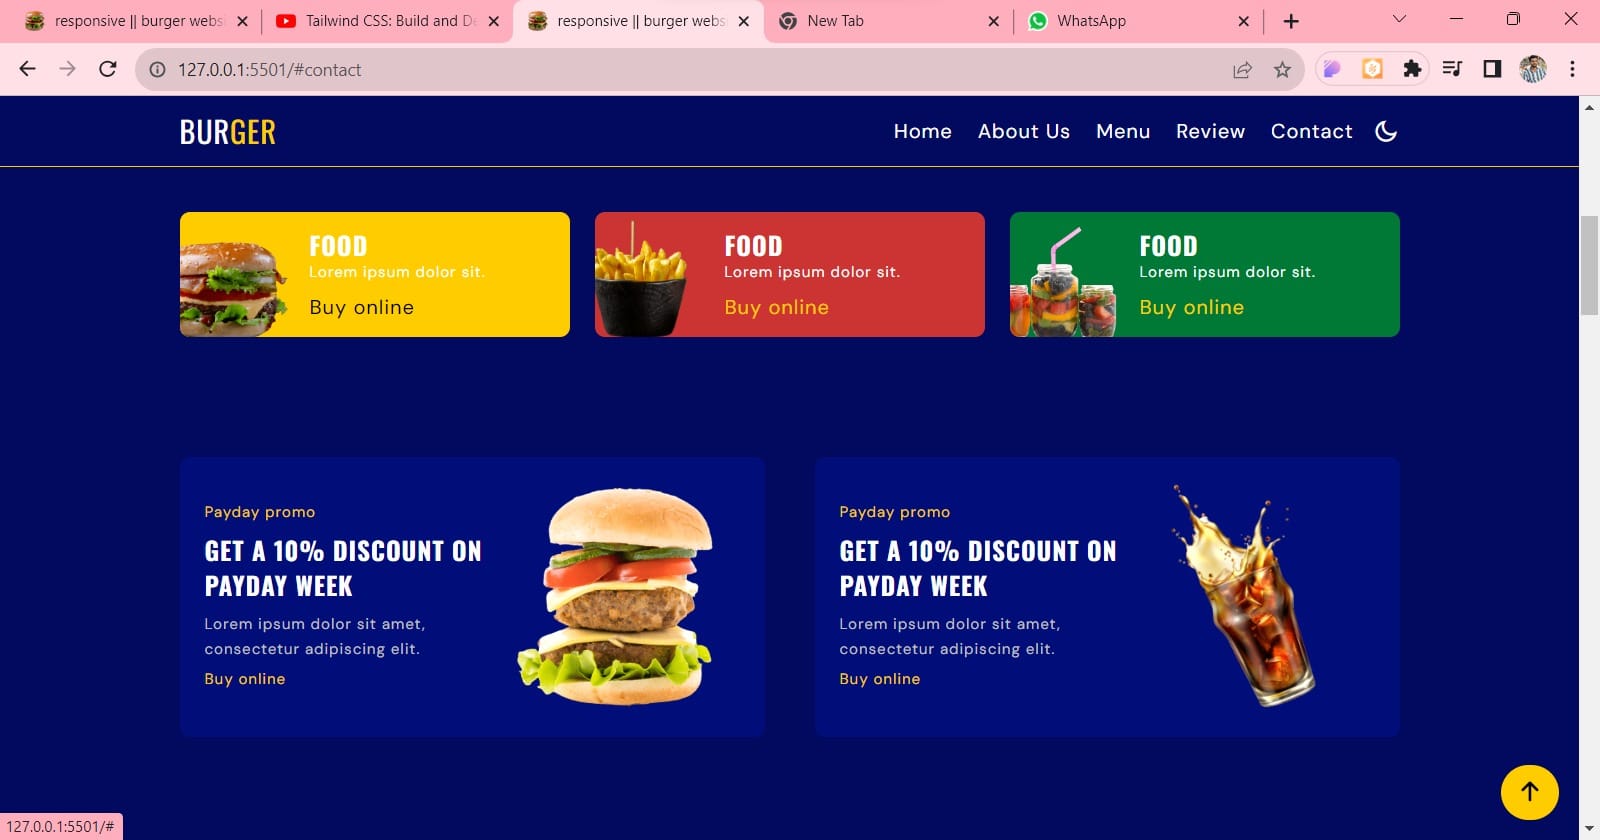 responsive || burger websi
Tailwind CSS: Build and De
responsive || burger webs
New Tab
WhatsApp
127.0.0.1:5501/#contact
BURGER
Home About Us Menu Review Contact
FOOD
Lorem ipsum dolor sit.
Buy online
FOOD
Lorem ipsum dolor sit.
Buy online
FOOD
Lorem ipsum dolor sit.
Buy online
Payday promo
GET A 10% DISCOUNT ON
PAYDAY WEEK
Lorem ipsum dolor sit amet,
consectetur adipiscing elit.
Buy online
Payday promo
GET A 10% DISCOUNT ON
PAYDAY WEEK
Lorem ipsum dolor sit amet,
consectetur adipiscing elit.
Buy online
127.0.0.1:5501/#